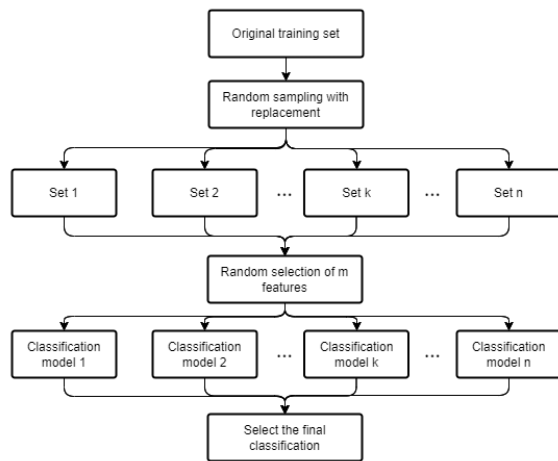 Original training set
Random sampling with
replacement
Set 1
Set 2
...
Set k
...
Set n
Random selection of m
features
Classification
model 1
Classification
model 2
...
Classification
model k
...
Classification
model n
Select the final
classification